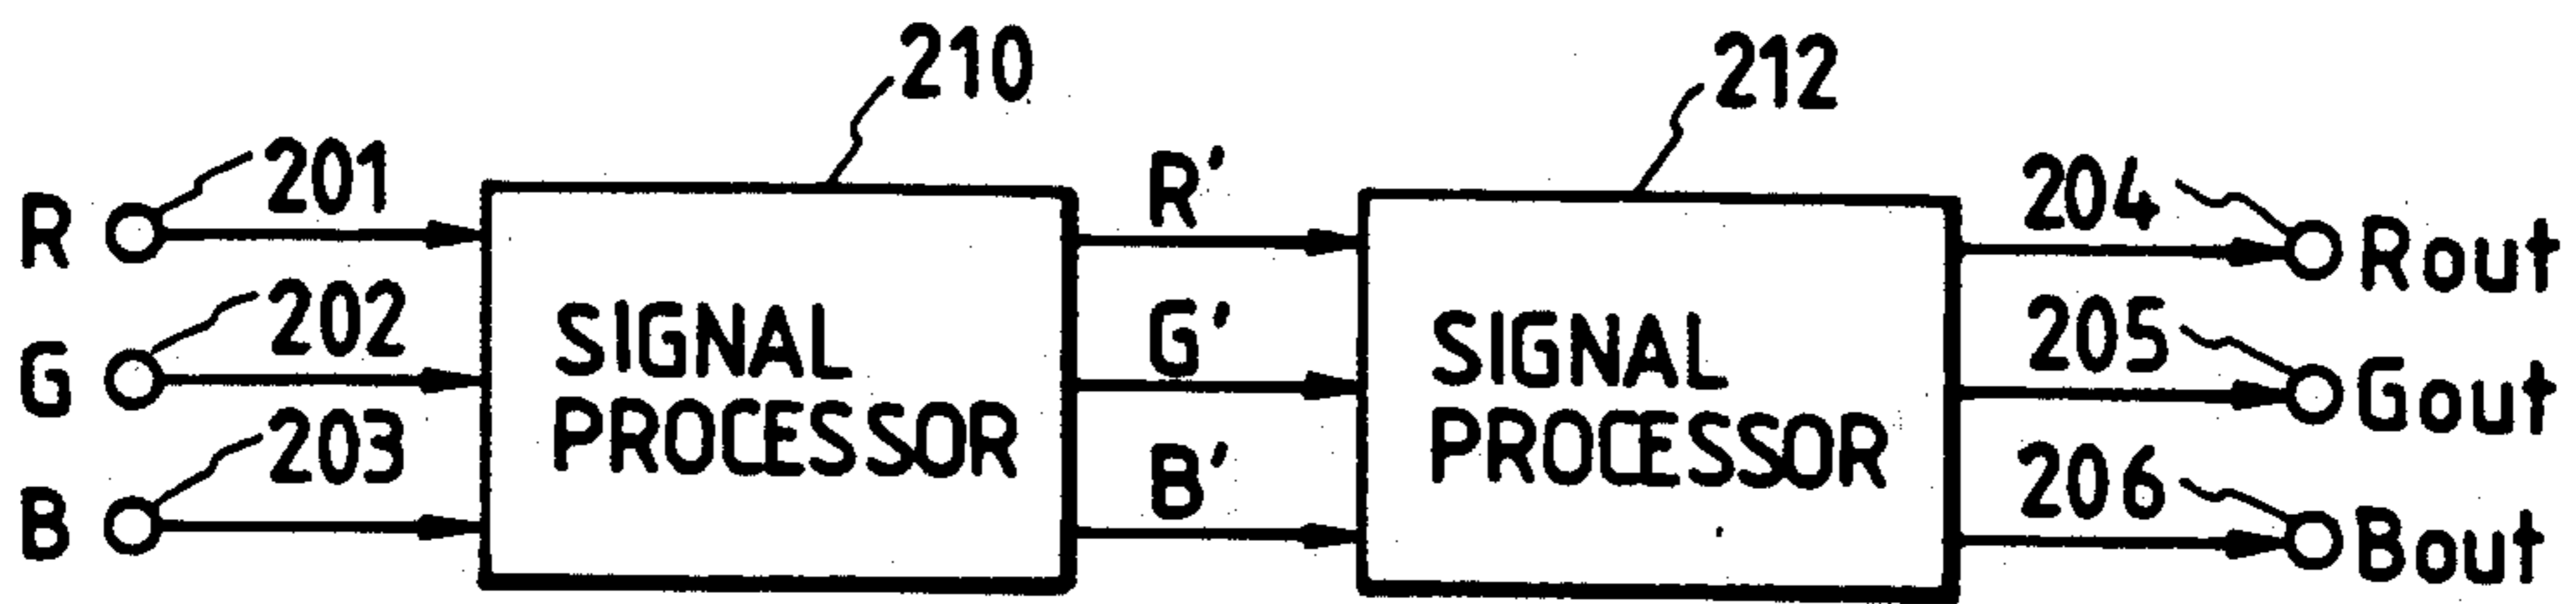 210
212
R 201
202
G
203
B
SIGNAL
PROCESSOR
R'
G'
B'
SIGNAL
PROCESSOR
204
Rout
205
Gout
206
Bout